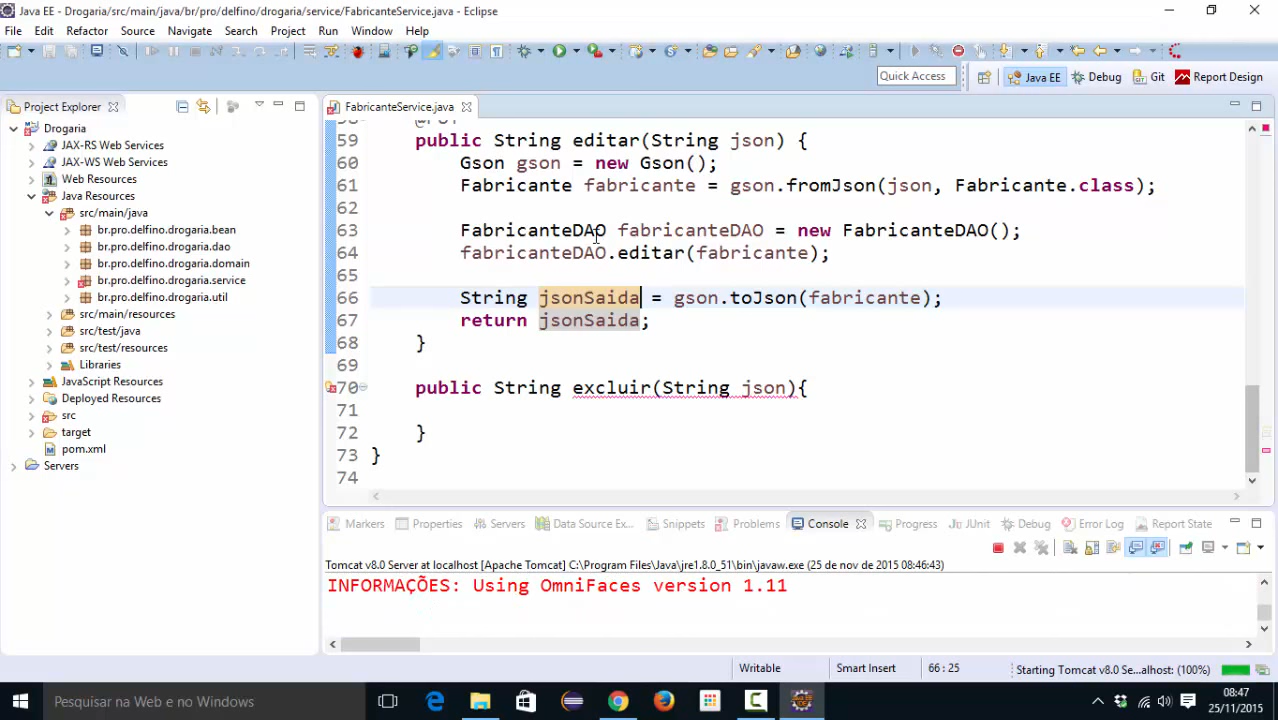 Java EE - Drogaria/src/main/java/br/pro/delfino/drogaria/service/FabricanteService.java - Eclipse
File Edit Refactor Source Navigate Search Project Run Window Help
Quick Access Java EE Debug Git Report Design
Project Explorer
Drogaria
JAX-RS Web Services
JAX-WS Web Services
Web Resources
Java Resources
src/main/java
br.pro.delfino.drogaria.bean
br.pro.delfino.drogaria.dao
br.pro.delfino.drogaria.domain
br.pro.delfino.drogaria.service
br.pro.delfino.drogaria.util
src/main/resources
src/test/java
src/test/resources
Libraries
JavaScript Resources
Deployed Resources
src
target
pom.xml
Servers
FabricanteService.java
59 public String editar(String json) {
60 Gson gson = new Gson();
61 Fabricante fabricante = gson.fromJson(json, Fabricante.class);
62
63 FabricanteDAO fabricanteDAO = new FabricanteDAO();
64 fabricanteDAO.editar(fabricante);
65
66 String jsonSaida = gson.toJson(fabricante);
67 return jsonSaida;
68 }
69
70 public String excluir(String json){
71
72 }
73 }
74
Markers Properties Servers Data Source Ex... Snippets Problems Console Progress JUnit Debug Error Log Report State
Tomcat v8.0 Server at localhost [Apache Tomcat] C:\Program Files\Java\jre1.8.0_51\bin\javaw.exe (25 de nov de 2015 08:46:43)
INFORMAÇÕES: Using OmniFaces version 1.11
Writable Smart Insert 66 : 25 Starting Tomcat v8.0 Se...alhost: (100%)
Pesquisar na Web e no Windows
08:47
25/11/2015